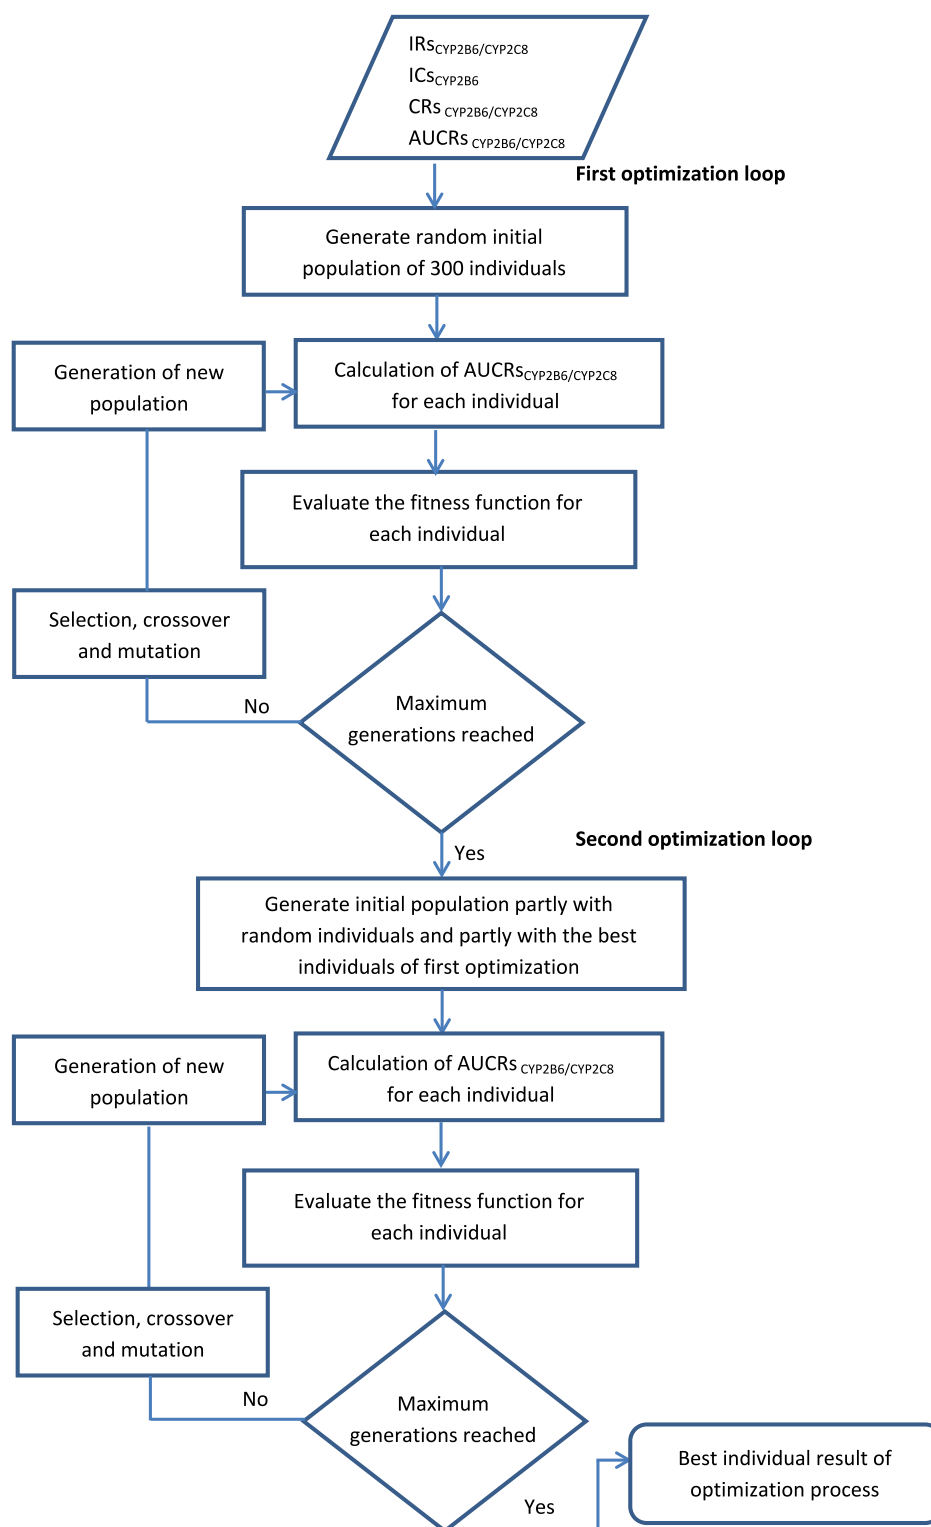 IRsCYP2B6/CYP2C8
ICsCYP2B6
CRs CYP2B6/CYP2C8
AUCRs CYP2B6/CYP2C8
First optimization loop
Generate random initial
population of 300 individuals
Generation of new
population
Calculation of AUCRsCYP2B6/CYP2C8
for each individual
Evaluate the fitness function for
each individual
Selection, crossover
and mutation
No
Maximum
generations reached
Yes
Second optimization loop
Generate initial population partly with
random individuals and partly with the best
individuals of first optimization
Generation of new
population
Calculation of AUCRs CYP2B6/CYP2C8
for each individual
Evaluate the fitness function for
each individual
Selection, crossover
and mutation
No
Maximum
generations reached
Yes
Best individual result of
optimization process